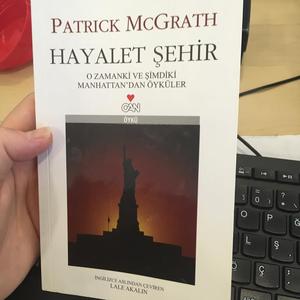 PATRICK McGRATH
HAYALET ŞEHİR
O ZAMANKİ VE ŞİMDİKİ
MANHATTAN'DAN ÖYKÜLER
CAN
ÖYKÜ
İNGİLİZCE ASLINDAN ÇEVİREN
LALE AKALIN